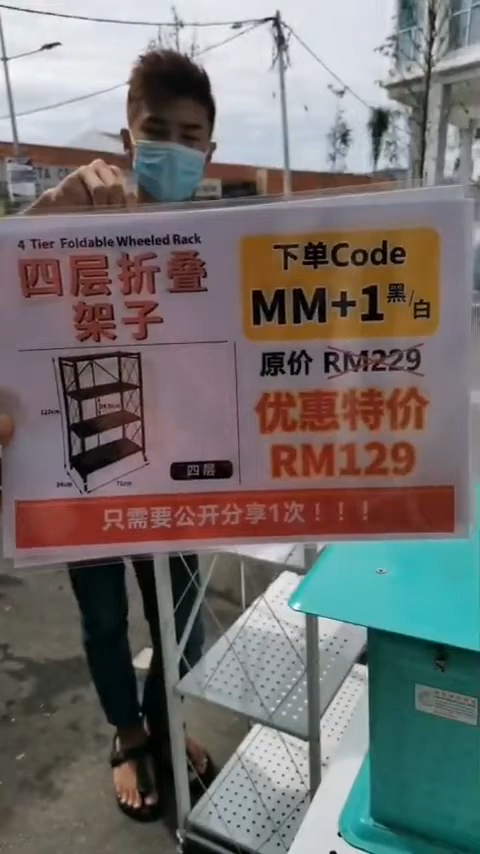 4 Tier Foldable Wheeled Rack
四层折叠
架子
下单Code
MM+1黑/白
原价 RM229
优惠特价
RM129
71cm
四层
只需要公开分享1次！！！